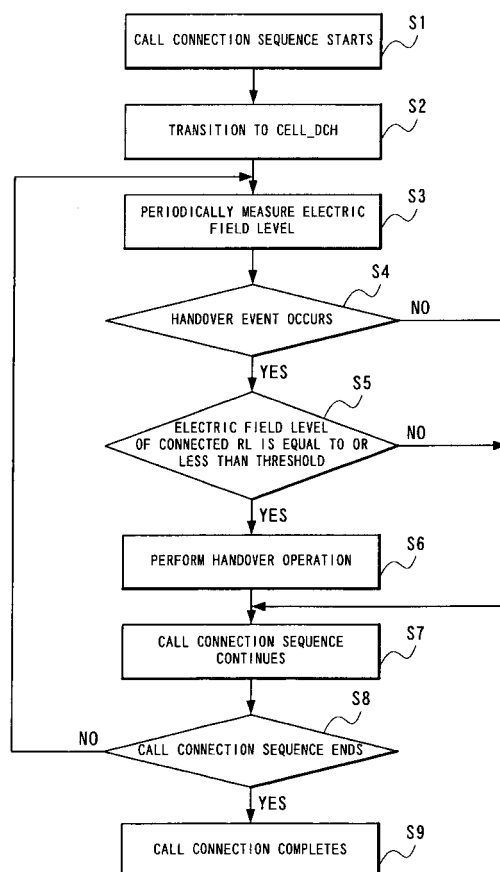 S1
CALL CONNECTION SEQUENCE STARTS
S2
TRANSITION TO CELL_DCH
S3
PERIODICALLY MEASURE ELECTRIC
FIELD LEVEL
S4
HANDOVER EVENT OCCURS
NO
YES
S5
ELECTRIC FIELD LEVEL
OF CONNECTED RL IS EQUAL TO OR
LESS THAN THRESHOLD
NO
YES
S6
PERFORM HANDOVER OPERATION
S7
CALL CONNECTION SEQUENCE
CONTINUES
S8
NO
CALL CONNECTION SEQUENCE ENDS
YES
S9
CALL CONNECTION COMPLETES